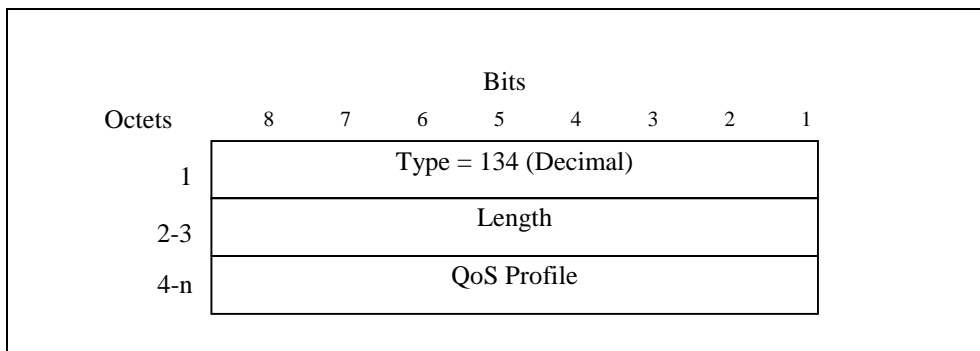 Bits
Octets 8 7 6 5 4 3 2 1
1 Type = 134 (Decimal)
2-3 Length
4-n QoS Profile